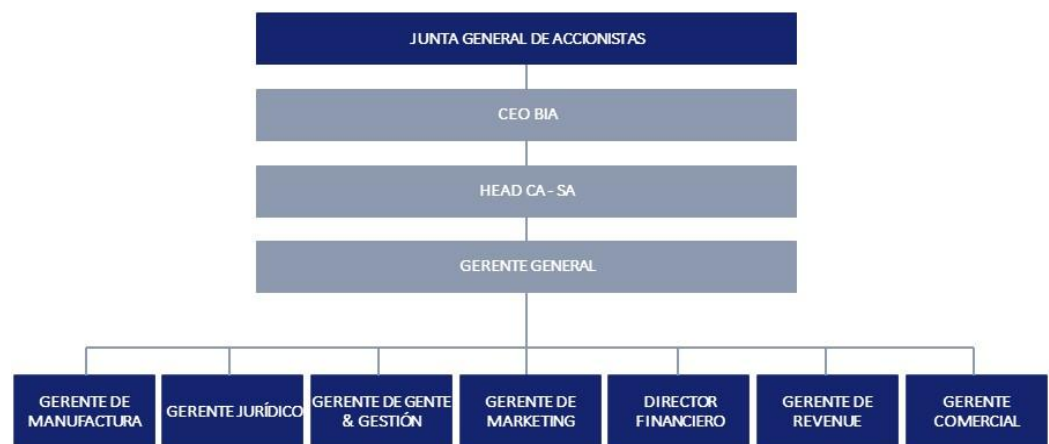 JUNTA GENERAL DE ACCIONISTAS
CEO BIA
HEAD CA - SA
GERENTE GENERAL
GERENTE DE
MANUFACTURA
GERENTE JURÍDICO
GERENTE DE GENTE
& GESTIÓN
GERENTE DE
MARKETING
DIRECTOR
FINANCIERO
GERENTE DE
REVENUE
GERENTE
COMERCIAL